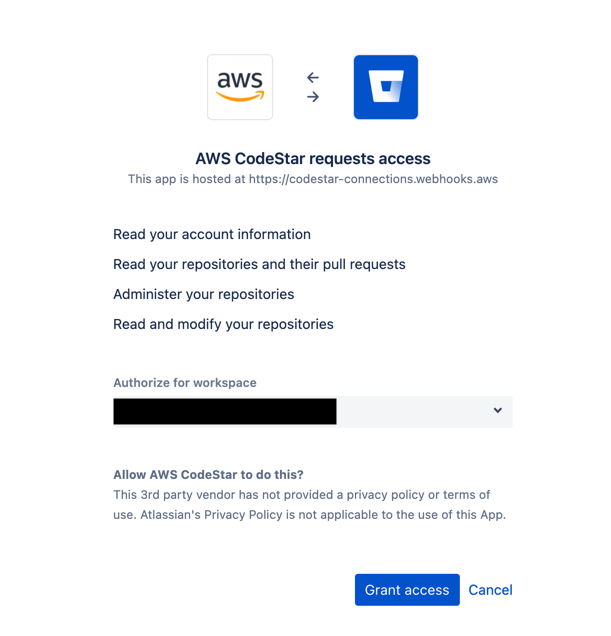 aws
AWS CodeStar requests access
This app is hosted at https://codestar-connections.webhooks.aws
Read your account information
Read your repositories and their pull requests
Administer your repositories
Read and modify your repositories
Authorize for workspace
Allow AWS CodeStar to do this?
This 3rd party vendor has not provided a privacy policy or terms of
use. Atlassian's Privacy Policy is not applicable to the use of this App.
Grant access Cancel